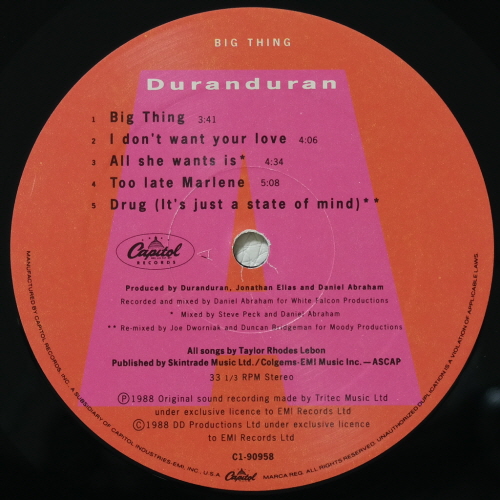 BIG THING
Duranduran
1 Big Thing 3:41
2 I don't want your love 4:06
3 All she wants is* 4:34
4 Too late Marlene 5:08
5 Drug (It's just a state of mind)**
Capitol
RECORDS
Produced by Duranduran, Jonathan Elias and Daniel Abraham
Recorded and mixed by Daniel Abraham for White Falcon Productions
* Mixed by Steve Peck and Daniel Abraham
** Re-mixed by Joe Dworniak and Duncan Bridgeman for Moody Productions
All songs by Taylor Rhodes Lebon
Published by Skintrade Music Ltd./Colgems-EMI Music Inc.—ASCAP
33 1/3 RPM Stereo
Ⓟ1988 Original sound recording made by Tritec Music Ltd
under exclusive licence to EMI Records Ltd
Ⓒ1988 DD Productions Ltd under exclusive licence
to EMI Records Ltd
C1-90958
MANUFACTURED BY CAPITOL RECORDS, INC., A SUBSIDIARY OF CAPITOL INDUSTRIES-EMI, INC., U.S.A. Capitol MARCA REG. ALL RIGHTS RESERVED. UNAUTHORIZED DUPLICATION IS A VIOLATION OF APPLICABLE LAWS.